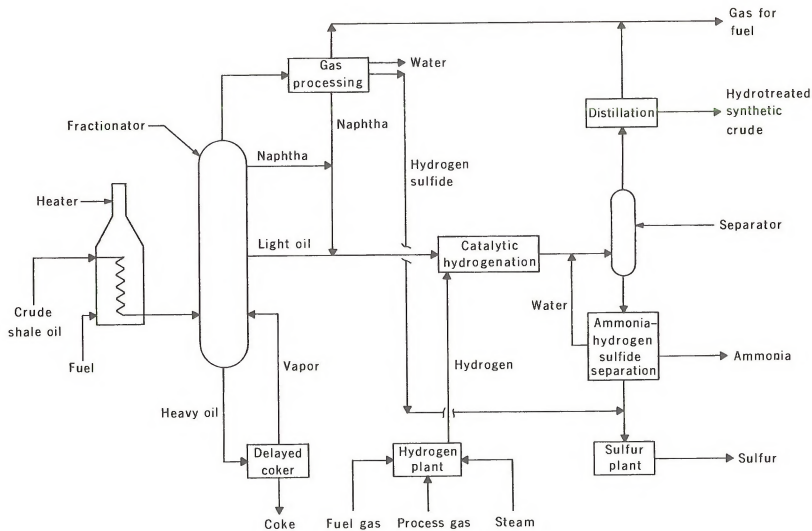 Gas for
fuel
Gas
processing
Water
Distillation
Hydrotreated
synthetic
crude
Fractionator
Naphtha
Naphtha
Hydrogen
sulfide
Heater
Light oil
Catalytic
hydrogenation
Separator
Crude
shale oil
Fuel
Water
Ammonia–
hydrogen
sulfide
separation
Ammonia
Vapor
Hydrogen
Heavy oil
Delayed
coker
Hydrogen
plant
Sulfur
plant
Sulfur
Coke
Fuel gas
Process gas
Steam